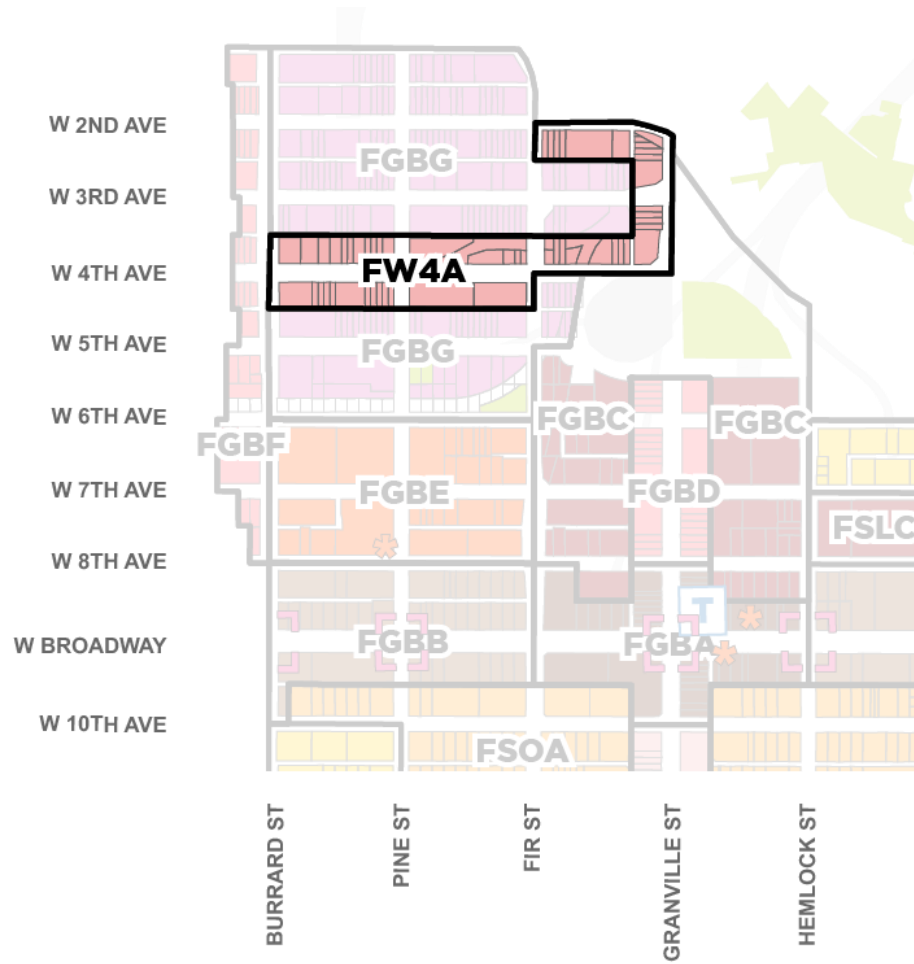 W 2ND AVE
FGBG
W 3RD AVE
W 4TH AVE
FW4A
W 5TH AVE
FGBG
W 6TH AVE
FGBC
FGBC
FGBF
W 7TH AVE
FGBE
FGBD
FSLC
W 8TH AVE
T
W BROADWAY
FGBB
FGBA
W 10TH AVE
FSOA
BURRARD ST
PINE ST
FIR ST
GRANVILLE ST
HEMLOCK ST